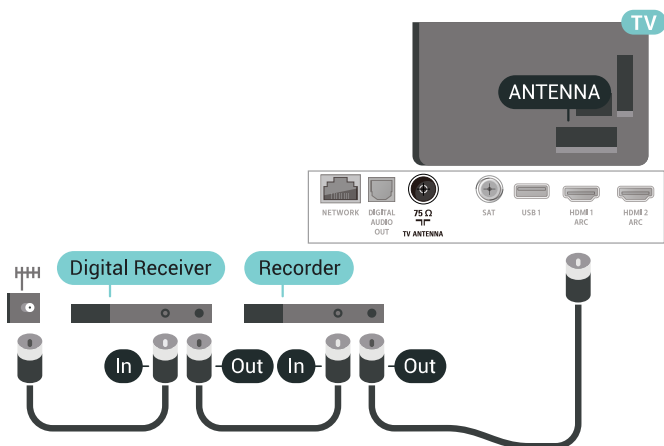 TV
ANTENNA
NETWORK
DIGITAL
AUDIO
OUT
75 Ω
TV ANTENNA
SAT
USB 1
HDMI 1
ARC
HDMI 2
ARC
Digital Receiver
Recorder
In
Out
In
Out